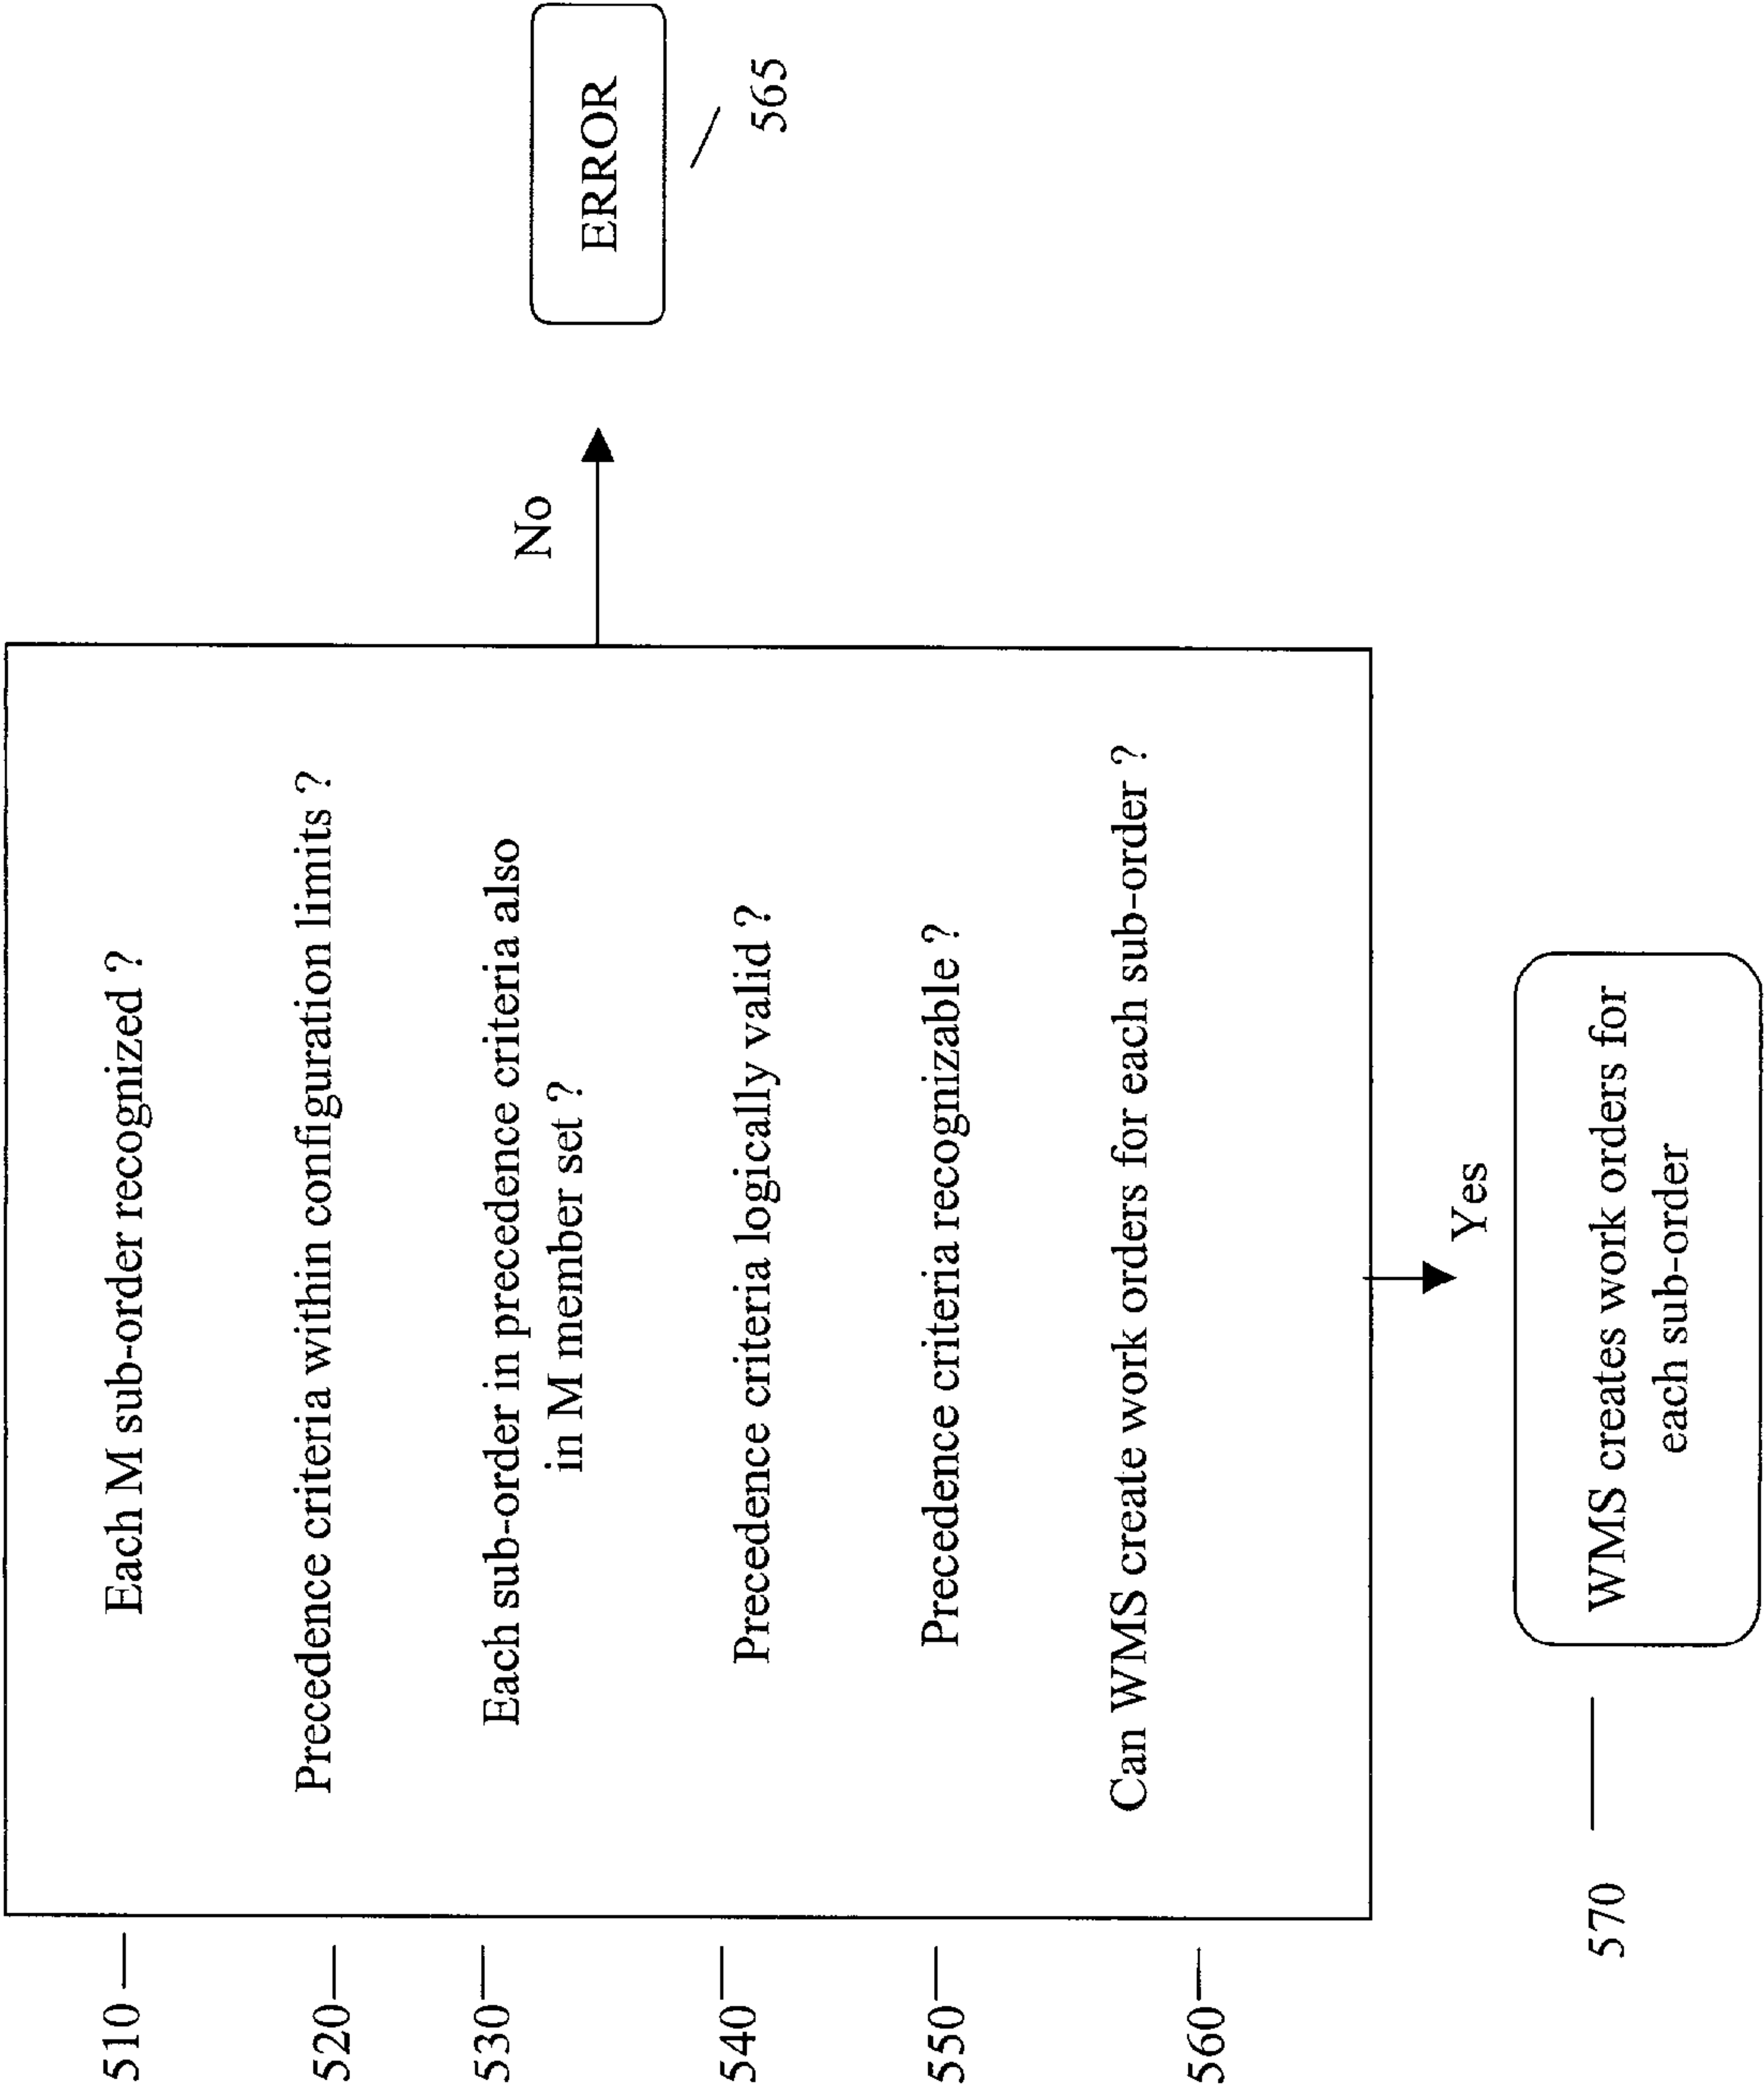 510
Each M sub-order recognized ?
520
Precedence criteria within configuration limits ?
530
Each sub-order in precedence criteria also
in M member set ?
No
ERROR
565
540
Precedence criteria logically valid ?
550
Precedence criteria recognizable ?
560
Can WMS create work orders for each sub-order ?
Yes
570
WMS creates work orders for
each sub-order